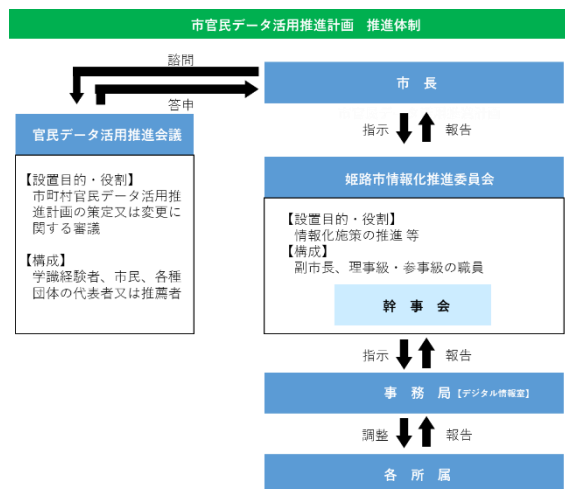 市官民データ活用推進計画 推進体制
諮問
答申
市 長
指示
報告
官民データ活用推進会議
【設置目的・役割】
市町村官民データ活用推
進計画の策定又は変更に
関する審議
【構成】
学識経験者、市民、各種
団体の代表者又は推薦者
姫路市情報化推進委員会
【設置目的・役割】
情報化施策の推進 等
【構成】
副市長、理事級・参事級の職員
幹 事 会
指示
報告
事 務 局【デジタル情報室】
調整
報告
各 所 属